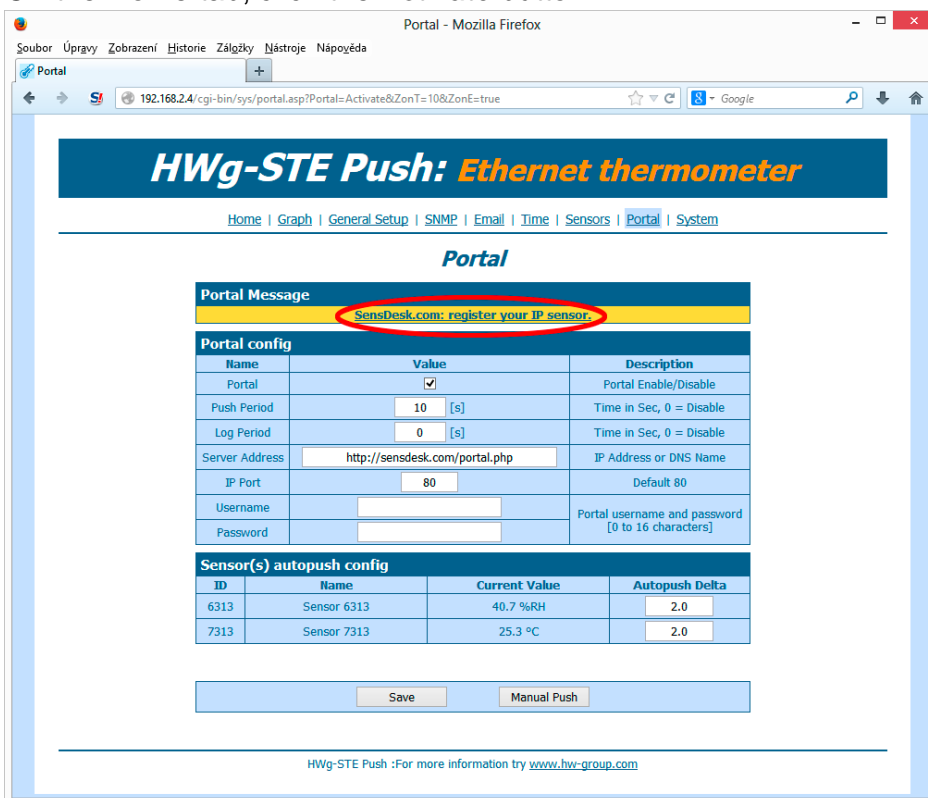 Portal - Mozilla Firefox
Soubor Úpravy Zobrazení Historie Záložky Nástroje Nápověda
Portal
192.168.2.4/cgi-bin/sys/portal.asp?Portal=Activate&ZonT=10&ZonE=true
Google
HWg-STE Push: Ethernet thermometer
Home | Graph | General Setup | SNMP | Email | Time | Sensors | Portal | System
Portal
Portal Message
SensDesk.com: register your IP sensor.
Portal config
Name Value Description
Portal Portal Enable/Disable
Push Period 10 [s] Time in Sec, 0 = Disable
Log Period 0 [s] Time in Sec, 0 = Disable
Server Address http://sensdesk.com/portal.php IP Address or DNS Name
IP Port 80 Default 80
Username
Password
Portal username and password
[0 to 16 characters]
Sensor(s) autopush config
ID Name Current Value Autopush Delta
6313 Sensor 6313 40.7 %RH 2.0
7313 Sensor 7313 25.3 °C 2.0
Save Manual Push
HWg-STE Push :For more information try www.hw-group.com